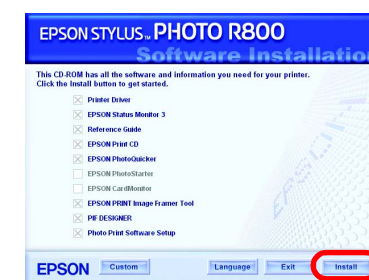 EPSON STYLUS™ PHOTO R800
Software Installation
This CD-ROM has all the software and information you need for your printer.
Click the Install button to get started.
Printer Driver
EPSON Status Monitor 3
Reference Guide
EPSON Print CD
EPSON PhotoQuicker
EPSON PhotoStarter
EPSON CardMonitor
EPSON PRINT Image Framer Tool
PIF DESIGNER
Photo Print Software Setup
EPSON
EPSON Custom Language Exit Install